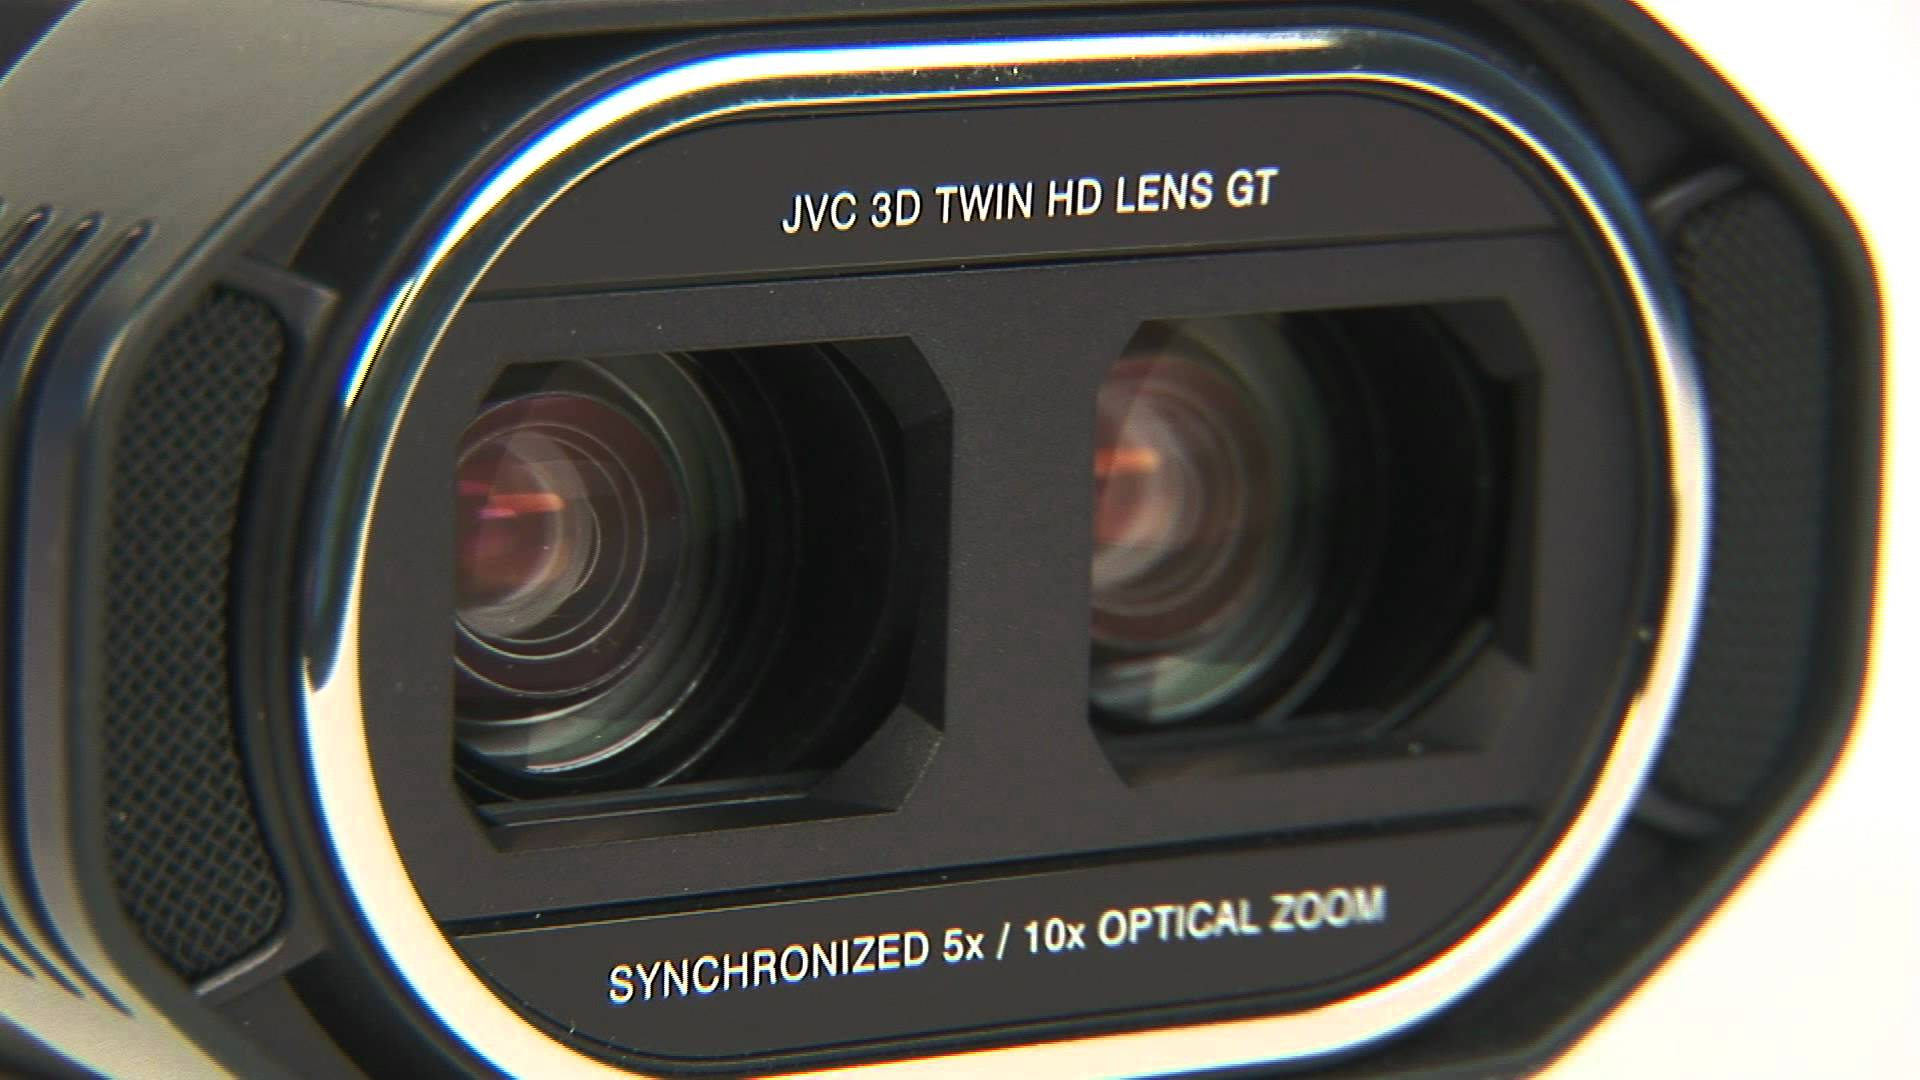 JVC 3D TWIN HD LENS GT
SYNCHRONIZED 5x / 10x OPTICAL ZOOM